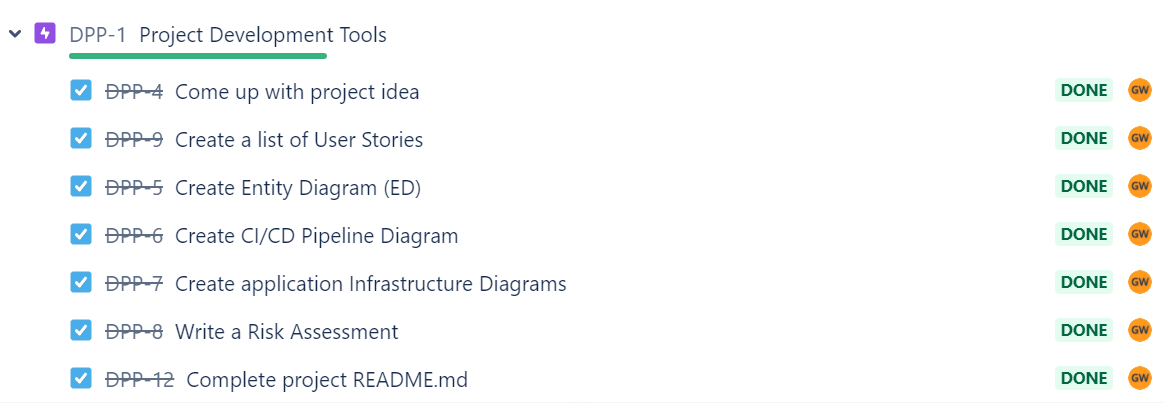 DPP-1 Project Development Tools
DPP-4 Come up with project idea DONE GW
DPP-9 Create a list of User Stories DONE GW
DPP-5 Create Entity Diagram (ED) DONE GW
DPP-6 Create CI/CD Pipeline Diagram DONE GW
DPP-7 Create application Infrastructure Diagrams DONE GW
DPP-8 Write a Risk Assessment DONE GW
DPP-12 Complete project README.md DONE GW